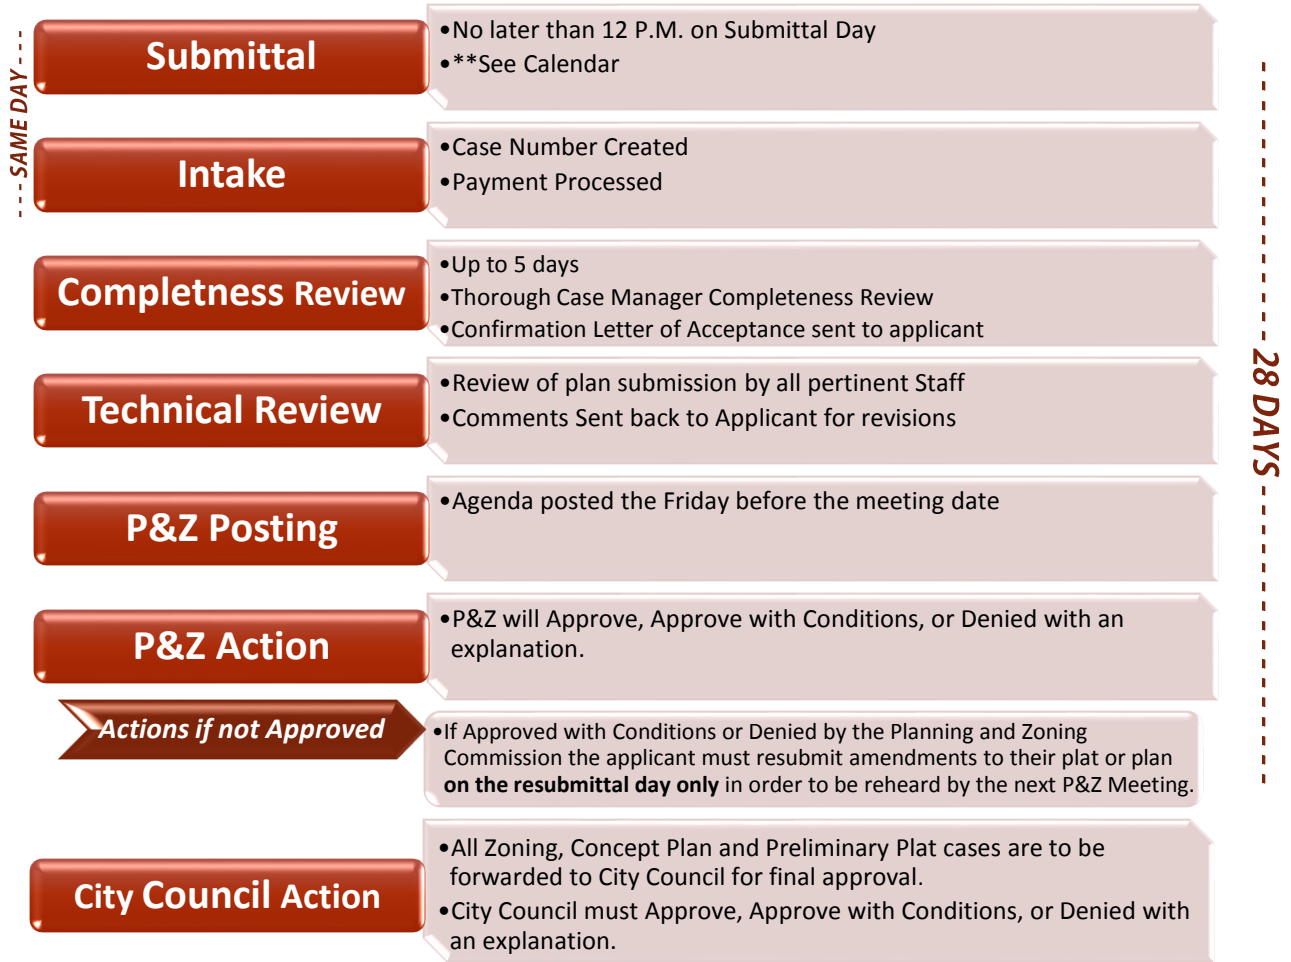 --- SAME DAY ---
Submittal
•No later than 12 P.M. on Submittal Day
•**See Calendar
Intake
•Case Number Created
•Payment Processed
Completness Review
•Up to 5 days
•Thorough Case Manager Completeness Review
•Confirmation Letter of Acceptance sent to applicant
Technical Review
•Review of plan submission by all pertinent Staff
•Comments Sent back to Applicant for revisions
P&Z Posting
•Agenda posted the Friday before the meeting date
P&Z Action
•P&Z will Approve, Approve with Conditions, or Denied with an
explanation.
Actions if not Approved
•If Approved with Conditions or Denied by the Planning and Zoning
Commission the applicant must resubmit amendments to their plat or plan
on the resubmittal day only in order to be reheard by the next P&Z Meeting.
City Council Action
•All Zoning, Concept Plan and Preliminary Plat cases are to be
forwarded to City Council for final approval.
•City Council must Approve, Approve with Conditions, or Denied with
an explanation.
28 DAYS